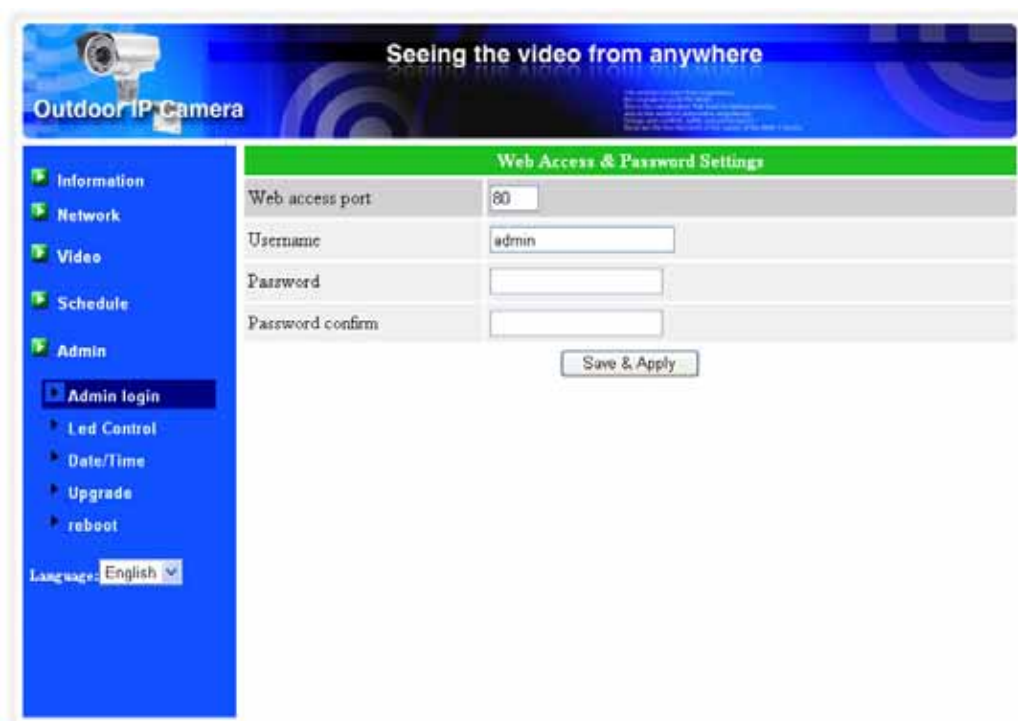 Seeing the video from anywhere
Outdoor IP Camera
Information
Network
Video
Schedule
Admin
Admin login
Led Control
Date/Time
Upgrade
reboot
Language: English
Web Access & Password Settings
Web access port 80
Username admin
Password
Password confirm
Save & Apply